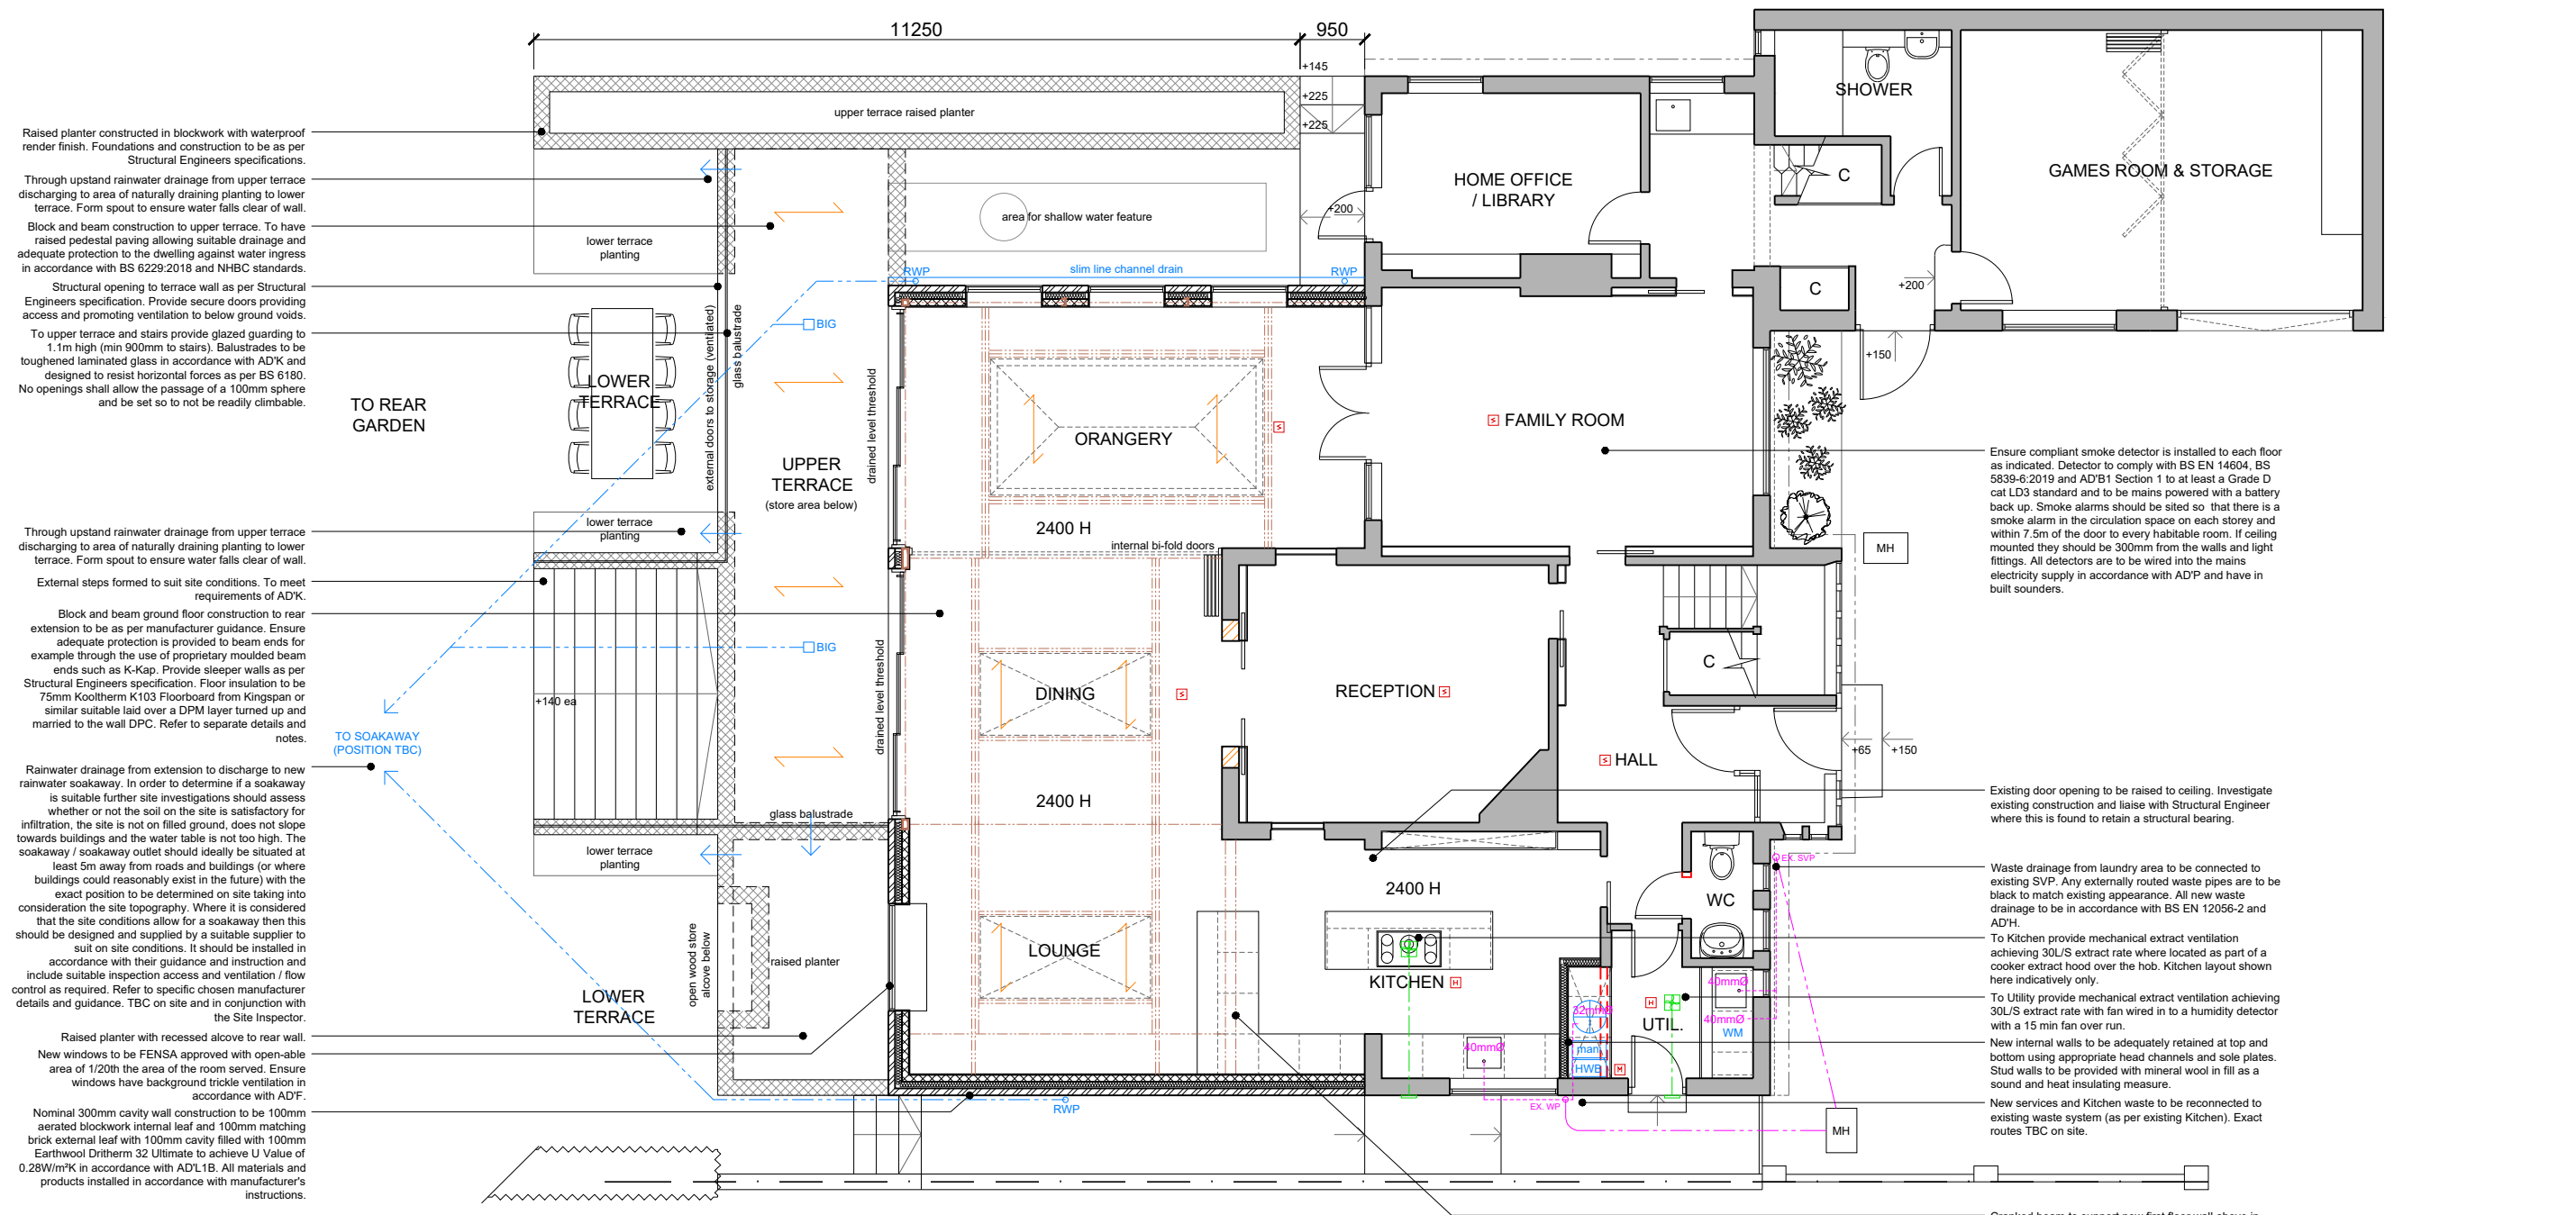 11250
950
+145
+225
+225
upper terrace raised planter
SHOWER
C
GAMES ROOM & STORAGE
HOME OFFICE
/ LIBRARY
+200
area for shallow water feature
RWP
slim line channel drain
RWP
C
+200
+150
Raised planter constructed in blockwork with waterproof
render finish. Foundations and construction to be as per
Structural Engineers specifications.
Through upstand rainwater drainage from upper terrace
discharging to area of naturally draining planting to lower
terrace. Form spout to ensure water falls clear of wall.
Block and beam construction to upper terrace. To have
raised pedestal paving allowing suitable drainage and
adequate protection to the dwelling against water ingress
in accordance with BS 6229:2018 and NHBC standards.
Structural opening to terrace wall as per Structural
Engineers specification. Provide secure doors providing
access and promoting ventilation to below ground voids.
To upper terrace and stairs provide glazed guarding to
1.1m high (min 900mm to stairs). Balustrades to be
toughened laminated glass in accordance with AD'K and
designed to resist horizontal forces as per BS 6180.
No openings shall allow the passage of a 100mm sphere
and be set so to not be readily climbable.
Through upstand rainwater drainage from upper terrace
discharging to area of naturally draining planting to lower
terrace. Form spout to ensure water falls clear of wall.
External steps formed to suit site conditions. To meet
requirements of AD'K.
Block and beam ground floor construction to rear
extension to be as per manufacturer guidance. Ensure
adequate protection is provided to beam ends for
example through the use of proprietary moulded beam
ends such as K-Kap. Provide sleeper walls as per
Structural Engineers specification. Floor insulation to be
75mm Kooltherm K103 Floorboard from Kingspan or
similar suitable laid over a DPM layer turned up and
married to the wall DPC. Refer to separate details and
notes.
Rainwater drainage from extension to discharge to new
rainwater soakaway. In order to determine if a soakaway
is suitable further site investigations should assess
whether or not the soil on the site is satisfactory for
infiltration, the site is not on filled ground, does not slope
towards buildings and the water table is not too high. The
soakaway / soakaway outlet should ideally be situated at
least 5m away from roads and buildings (or where
buildings could reasonably exist in the future) with the
exact position to be determined on site taking into
consideration the site topography. Where it is considered
that the site conditions allow for a soakaway then this
should be designed and supplied by a suitable supplier to
suit on site conditions. It should be installed in
accordance with their guidance and instruction and
include suitable inspection access and ventilation / flow
control as required. Refer to specific chosen manufacturer
details and guidance. TBC on site and in conjunction with
the Site Inspector.
Raised planter with recessed alcove to rear wall.
New windows to be FENSA approved with open-able
area of 1/20th the area of the room served. Ensure
windows have background trickle ventilation in
accordance with AD'F.
Nominal 300mm cavity wall construction to be 100mm
aerated blockwork internal leaf and 100mm matching
brick external leaf with 100mm cavity filled with 100mm
Earthwool Dritherm 32 Ultimate to achieve U Value of
0.28W/m²K in accordance with AD'L1B. All materials and
products installed in accordance with manufacturer's
instructions.
TO REAR
GARDEN
TO SOAKAWAY
(POSITION TBC)
lower terrace
planting
LOWER
TERRACE
external doors to storage (ventilated)
glass balustrade
BIG
UPPER
TERRACE
(store area below)
drained level threshold
lower terrace
planting
+140 ea
BIG
drained level threshold
glass balustrade
lower terrace
planting
open wood store
alcove below
raised planter
LOWER
TERRACE
ORANGERY
2400 H
internal bi-fold doors
DINING
2400 H
LOUNGE
RWP
S
S
S FAMILY ROOM
RECEPTION S
S HALL
C
MH
+65
+150
2400 H
KITCHEN H
WC
EX. SVP
UTIL.
H
H
40mmØ
40mmØ
WM
32mmØ
man.
HWB
40mmØ
EX. WP
MH
Ensure compliant smoke detector is installed to each floor
as indicated. Detector to comply with BS EN 14604, BS
5839-6:2019 and AD'B1 Section 1 to at least a Grade D
cat LD3 standard and to be mains powered with a battery
back up. Smoke alarms should be sited so that there is a
smoke alarm in the circulation space on each storey and
within 7.5m of the door to every habitable room. If ceiling
mounted they should be 300mm from the walls and light
fittings. All detectors are to be wired into the mains
electricity supply in accordance with AD'P and have in
built sounders.
Existing door opening to be raised to ceiling. Investigate
existing construction and liaise with Structural Engineer
where this is found to retain a structural bearing.
Waste drainage from laundry area to be connected to
existing SVP. Any externally routed waste pipes are to be
black to match existing appearance. All new waste
drainage to be in accordance with BS EN 12056-2 and
AD'H.
To Kitchen provide mechanical extract ventilation
achieving 30L/S extract rate where located as part of a
cooker extract hood over the hob. Kitchen layout shown
here indicatively only.
To Utility provide mechanical extract ventilation achieving
30L/S extract rate with fan wired in to a humidity detector
with a 15 min fan over run.
New internal walls to be adequately retained at top and
bottom using appropriate head channels and sole plates.
Stud walls to be provided with mineral wool in fill as a
sound and heat insulating measure.
New services and Kitchen waste to be reconnected to
existing waste system (as per existing Kitchen). Exact
routes TBC on site.